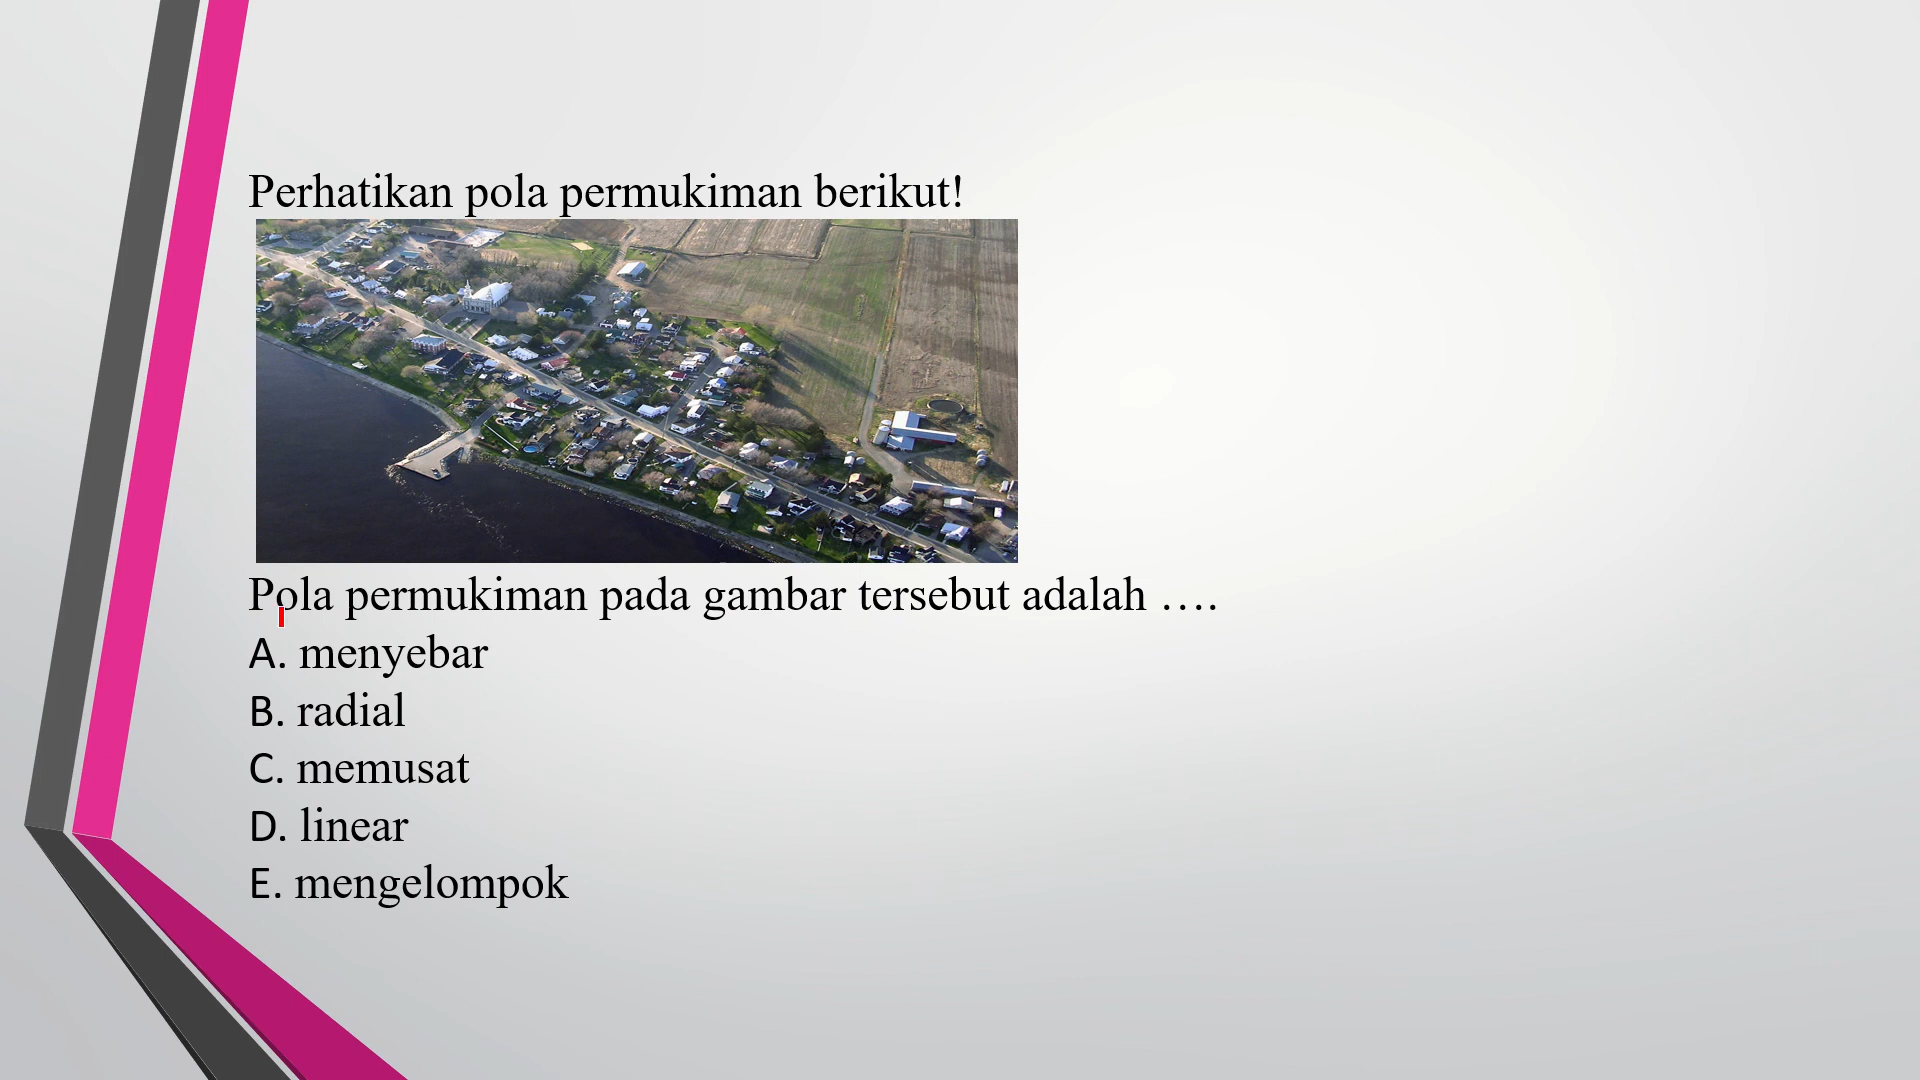 Perhatikan pola permukiman berikut!
Pola permukiman pada gambar tersebut adalah ….
A. menyebar
B. radial
C. memusat
D. linear
E. mengelompok